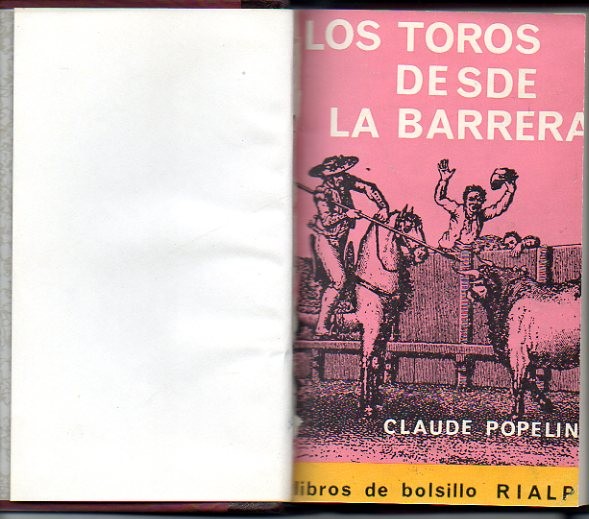 LOS TOROS
DESDE
LA BARRERA
CLAUDE POPELIN
libros de bolsillo RIALP